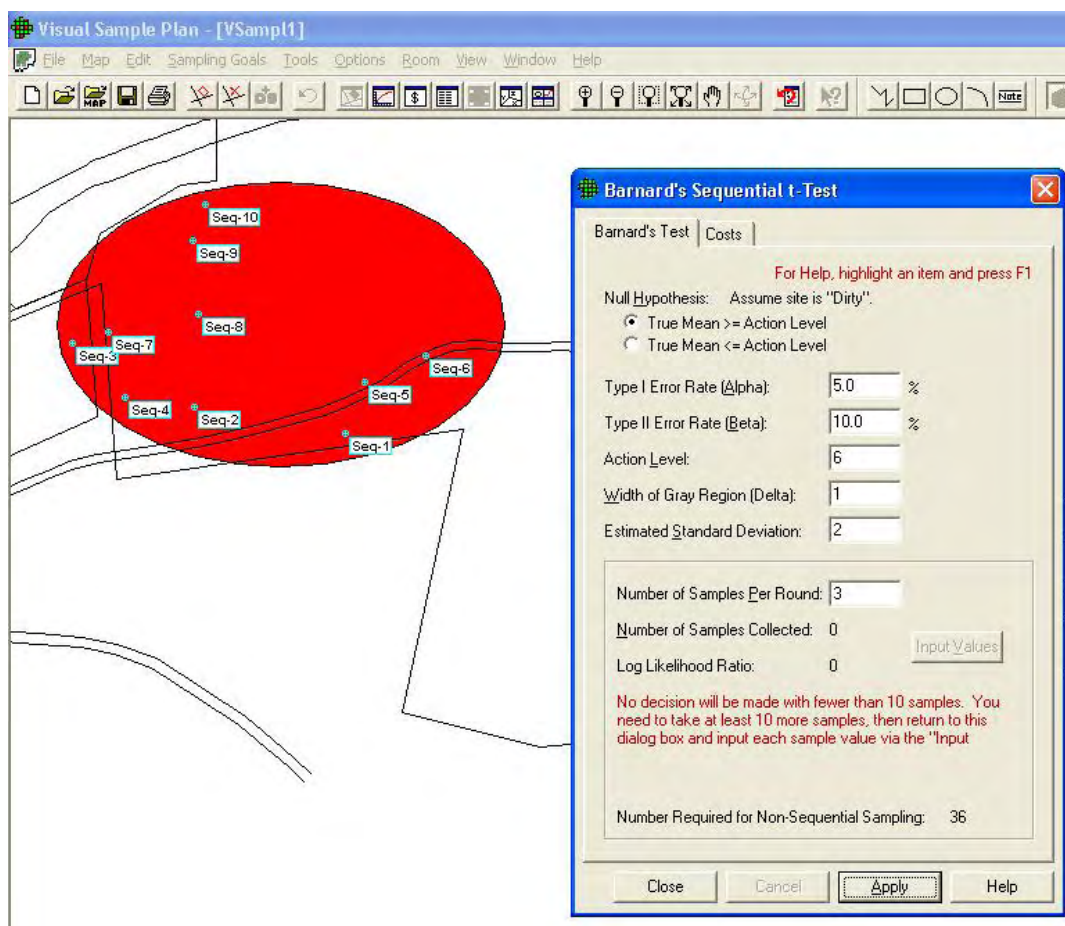 Visual Sample Plan - [VSampl1]
File Map Edit Sampling Goals Tools Options Room View Window Help
MAP
$
Note
Seq-10
Seq-9
Seq-8
Seq-7
Seq-3
Seq-6
Seq-5
Seq-4
Seq-2
Seq-1
Barnard's Sequential t-Test
Barnard's Test
Costs
For Help, highlight an item and press F1
Null Hypothesis: Assume site is "Dirty".
True Mean >= Action Level
True Mean <= Action Level
Type I Error Rate (Alpha): 5.0 %
Type II Error Rate (Beta): 10.0 %
Action Level: 6
Width of Gray Region (Delta): 1
Estimated Standard Deviation: 2
Number of Samples Per Round: 3
Number of Samples Collected: 0
Input Values
Log Likelihood Ratio: 0
No decision will be made with fewer than 10 samples. You
need to take at least 10 more samples, then return to this
dialog box and input each sample value via the "Input
Number Required for Non-Sequential Sampling: 36
Close Cancel Apply Help